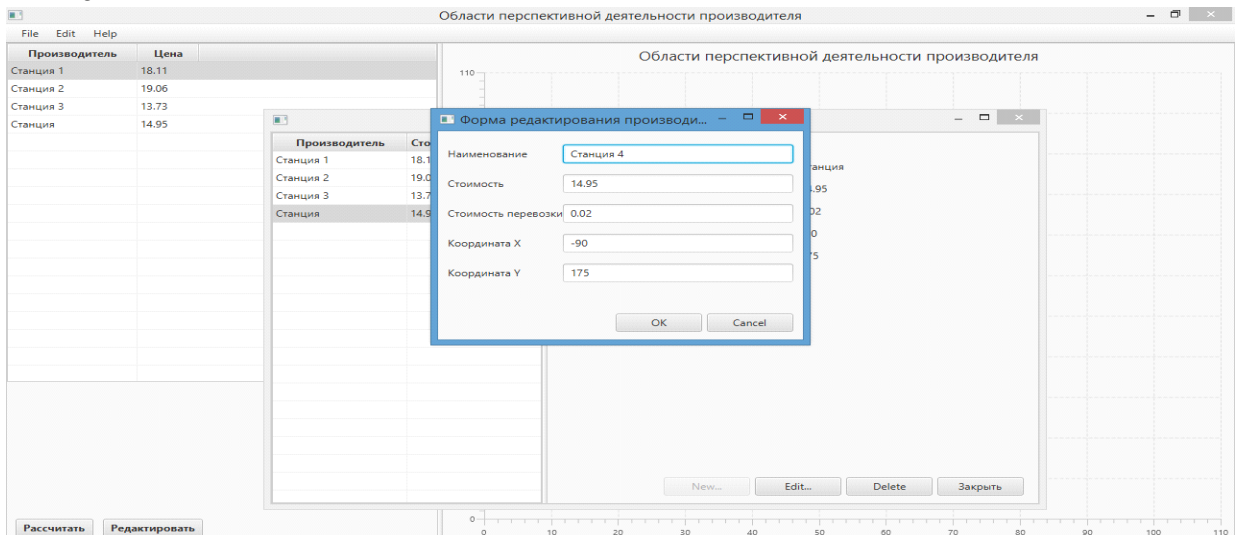 Области перспективной деятельности производителя
File Edit Help
Производитель Цена
Станция 1 18.11
Станция 2 19.06
Станция 3 13.73
Станция 14.95
Рассчитать Редактировать
Области перспективной деятельности производителя
110
0
0 10 20 30 40 50 60 70 80 90 100 110
Производитель
Станция 1
Станция 2
Станция 3
Станция
New... Edit... Delete Закрыть
Форма редактирования производи...
Наименование Станция 4
Стоимость 14.95
Стоимость перевозки 0.02
Координата X -90
Координата Y 175
OK Cancel